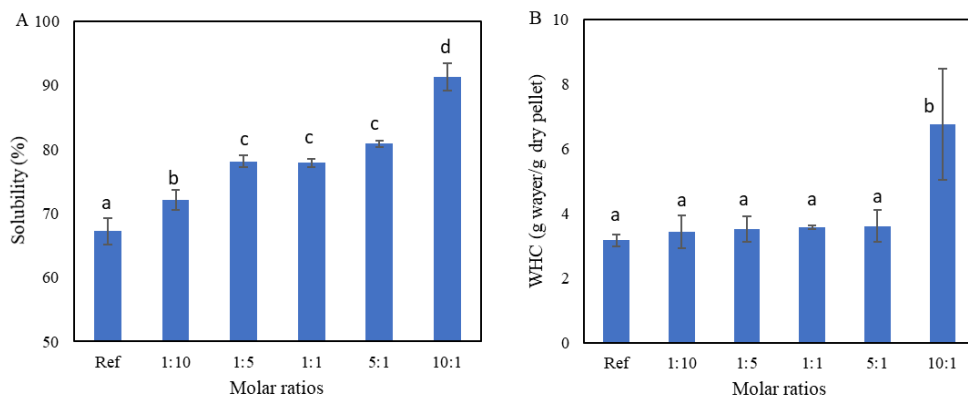 A
Solubility (%)
100
90
80
70
60
50
a
b
c
c
c
d
Ref 1:10 1:5 1:1 5:1 10:1
Molar ratios
B
WHC (g wayer/g dry pellet)
10
8
6
4
2
0
a
a
a
a
a
b
Ref 1:10 1:5 1:1 5:1 10:1
Molar ratios